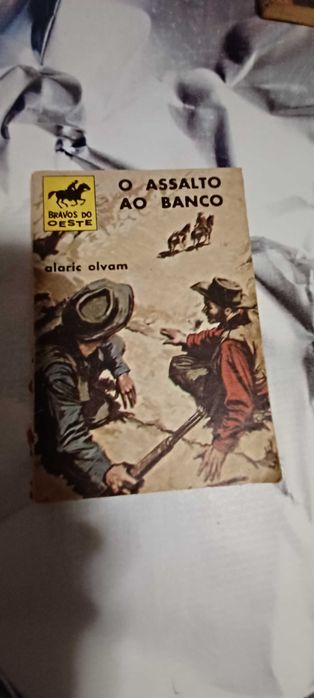 O ASSALTO
AO BANCO
BRAVOS DO
OESTE
alaric olvam